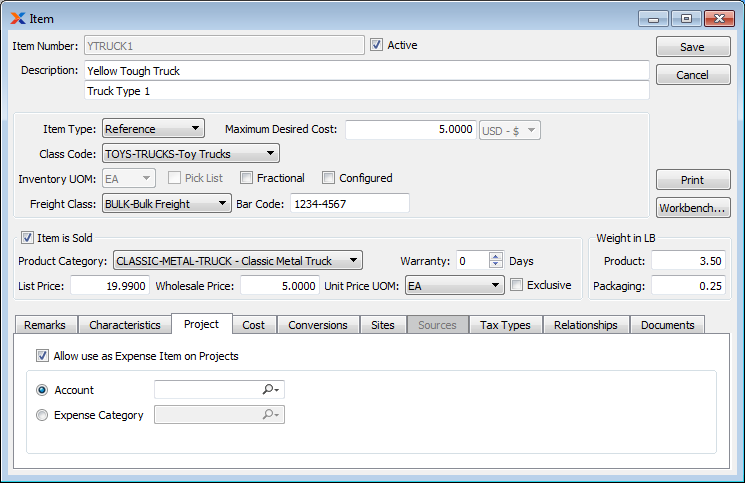 Item
Item Number: YTRUCK1 Active Save
Description: Yellow Tough Truck Cancel
Truck Type 1
Item Type: Reference Maximum Desired Cost: 5.0000 USD - $
Class Code: TOYS-TRUCKS-Toy Trucks
Inventory UOM: EA Pick List Fractional Configured Print
Freight Class: BULK-Bulk Freight Bar Code: 1234-4567 Workbench...
Item is Sold Weight in LB
Product Category: CLASSIC-METAL-TRUCK - Classic Metal Truck Warranty: 0 Days Product: 3.50
List Price: 19.9900 Wholesale Price: 5.0000 Unit Price UOM: EA Exclusive Packaging: 0.25
Remarks Characteristics Project Cost Conversions Sites Sources Tax Types Relationships Documents
Allow use as Expense Item on Projects
Account
Expense Category